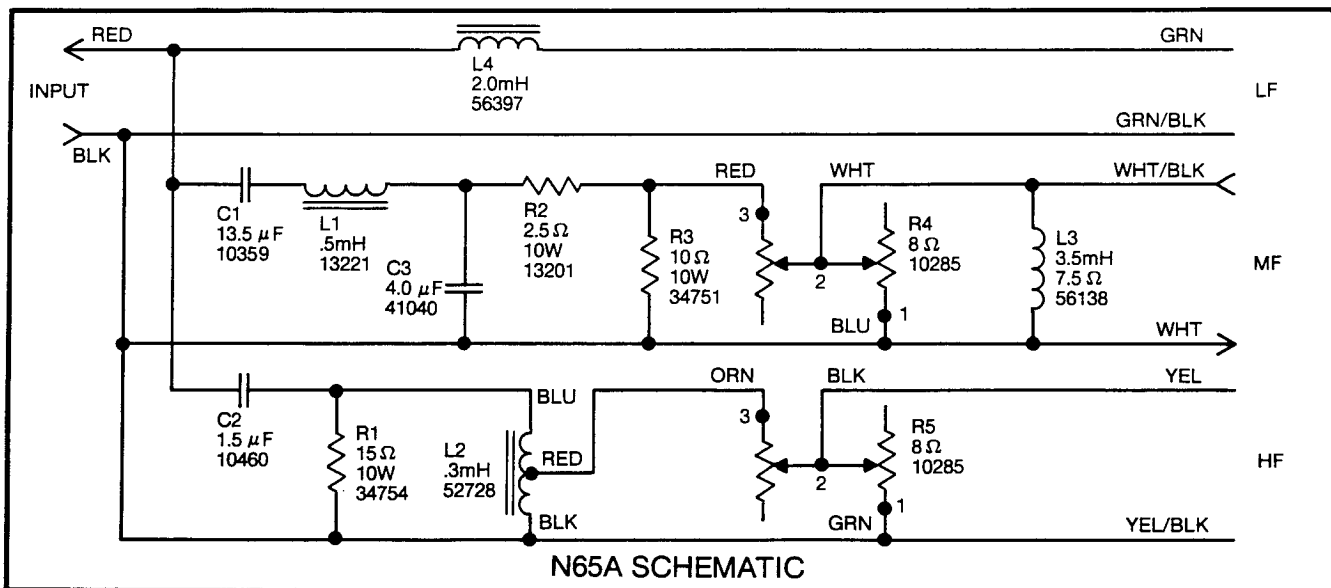 RED
GRN
L4
2.0mH
56397
INPUT
LF
GRN/BLK
BLK
RED
WHT
WHT/BLK
C1
13.5 μF
10359
L1
.5mH
13221
C3
4.0 μF
41040
R2
2.5 Ω
10W
13201
R3
10 Ω
10W
34751
3
2
R4
8 Ω
10285
1
BLU
L3
3.5mH
7.5 Ω
56138
MF
WHT
C2
1.5 μF
10460
R1
15 Ω
10W
34754
BLU
L2
.3mH
52728
RED
BLK
ORN
3
BLK
YEL
2
R5
8 Ω
10285
1
GRN
HF
YEL/BLK
N65A SCHEMATIC